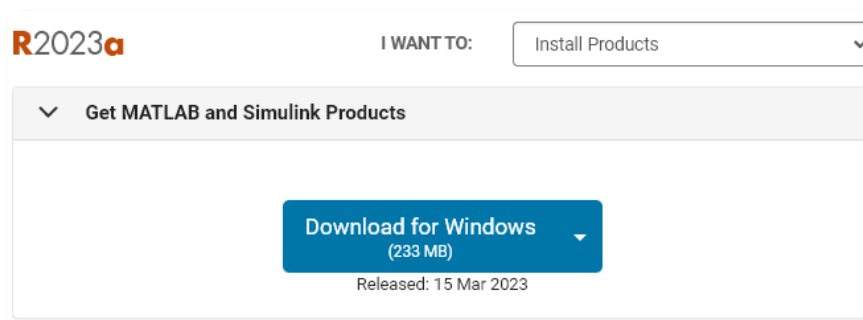 R2023a
I WANT TO:
Install Products
Get MATLAB and Simulink Products
Download for Windows
(233 MB)
Released: 15 Mar 2023